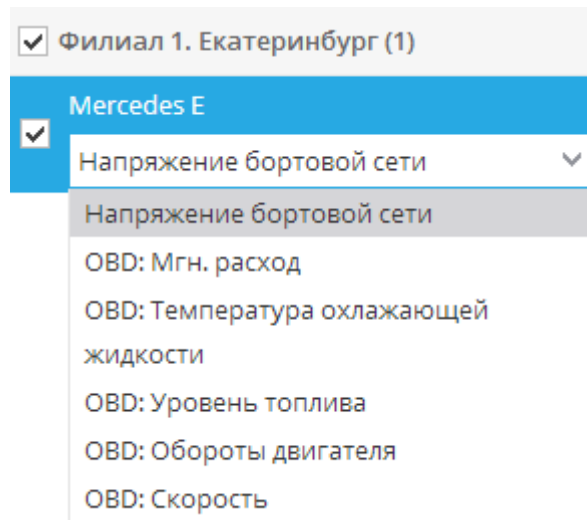 Филиал 1. Екатеринбург (1)
Mercedes E
Напряжение бортовой сети
Напряжение бортовой сети
OBD: Мгн. расход
OBD: Температура охлажающей
жидкости
OBD: Уровень топлива
OBD: Обороты двигателя
OBD: Скорость